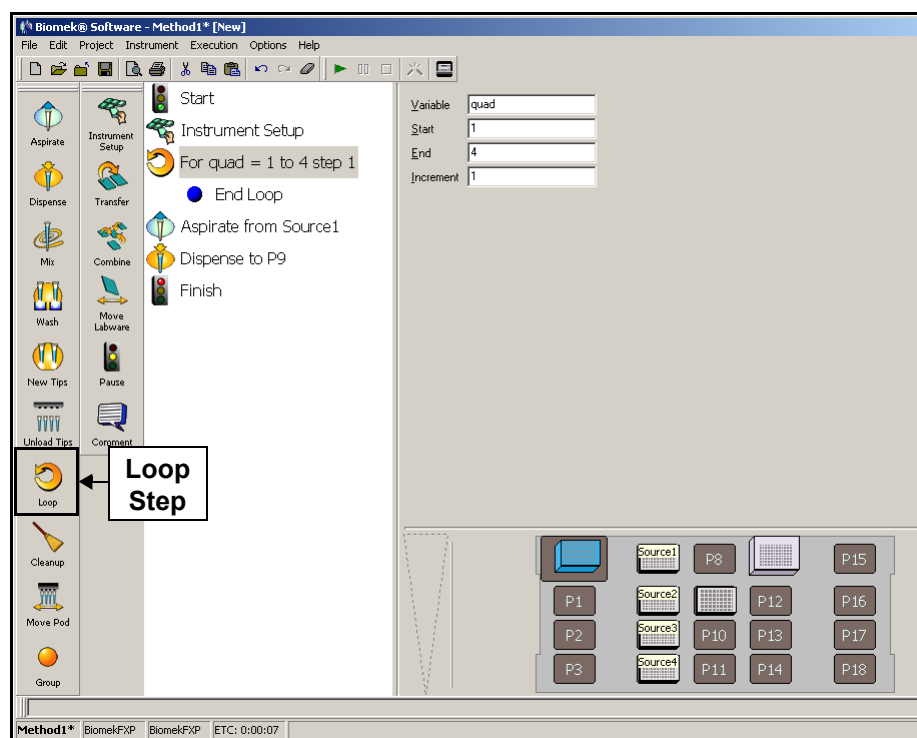 Biomek® Software - Method1* [New]
File Edit Project Instrument Execution Options Help
Aspirate
Dispense
Mix
Wash
New Tips
Unload Tips
Loop
Cleanup
Move Pod
Group
Instrument
Setup
Transfer
Combine
Move
Labware
Pause
Comment
Loop
Step
Start
Instrument Setup
For quad = 1 to 4 step 1
End Loop
Aspirate from Source1
Dispense to P9
Finish
Variable quad
Start 1
End 4
Increment 1
Source1 P8 P15
P1 Source2 P12 P16
P2 Source3 P10 P13 P17
P3 Source4 P11 P14 P18
Method1* BiomekFXP BiomekFXP ETC: 0:00:07